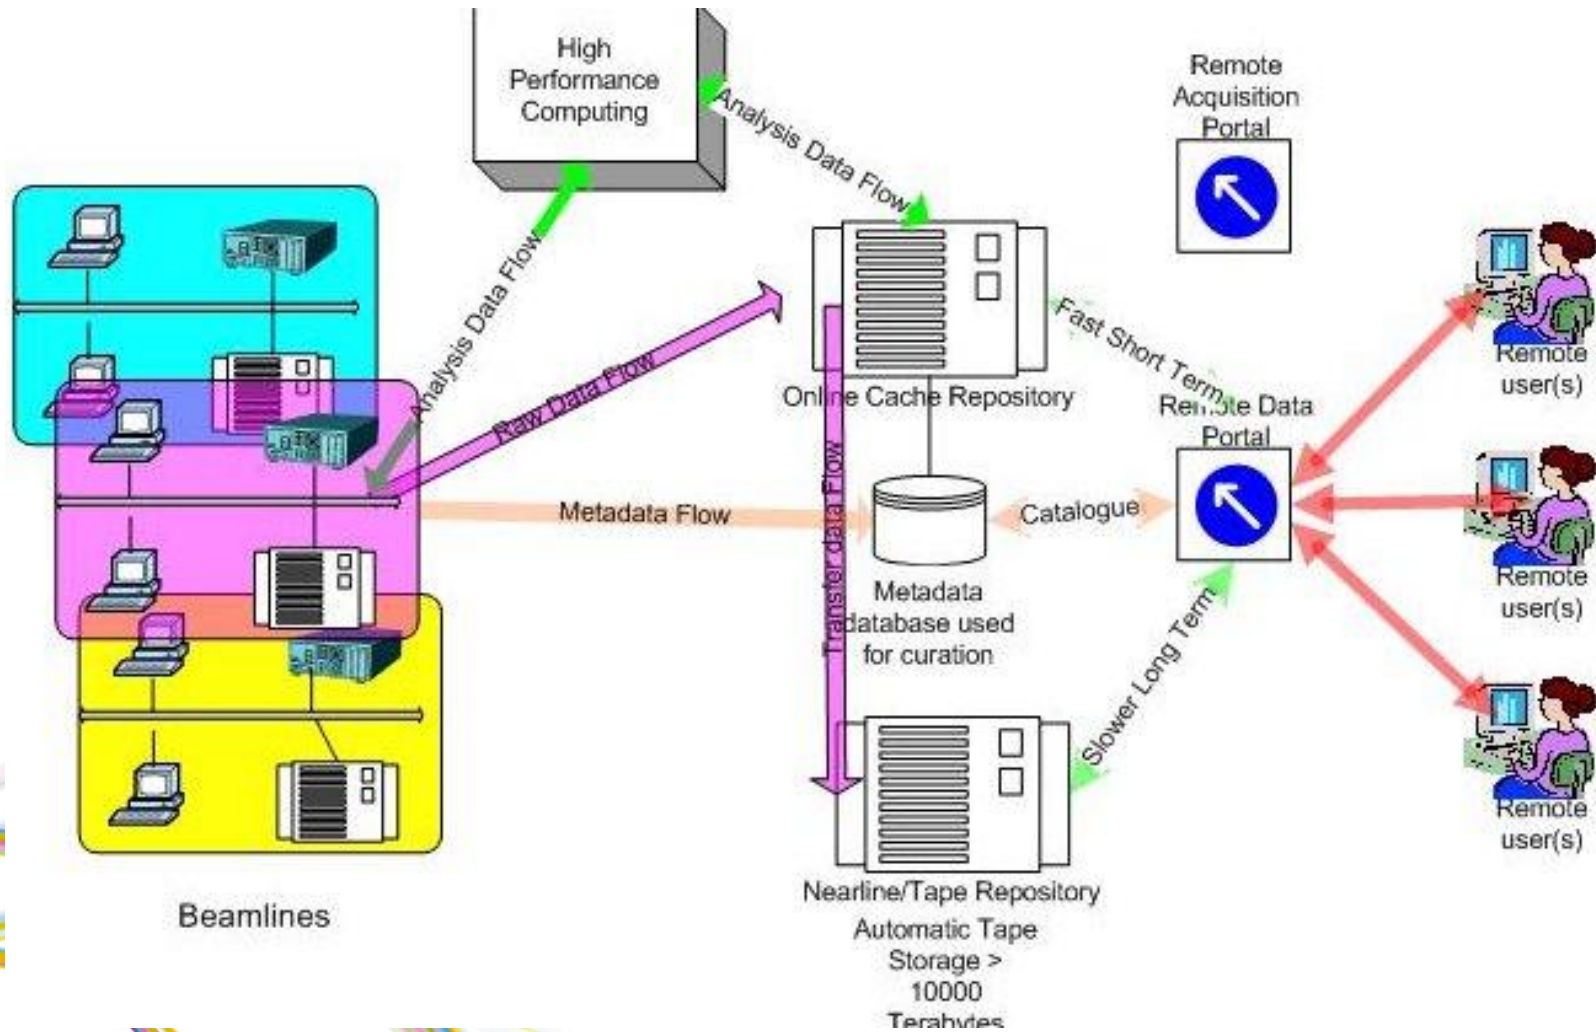 High
Performance
Computing
Analysis Data Flow
Remote
Acquisition
Portal
Analysis Data Flow
Raw Data Flow
Online Cache Repository
Fast Short Term
Remote Data
Portal
Remote
user(s)
Metadata Flow
Transfer data Flow
Catalogue
Metadata
database used
for curation
Remote
user(s)
Slower Long Term
Remote
user(s)
Nearline/Tape Repository
Automatic Tape
Storage >
10000
Terabytes
Beamlines